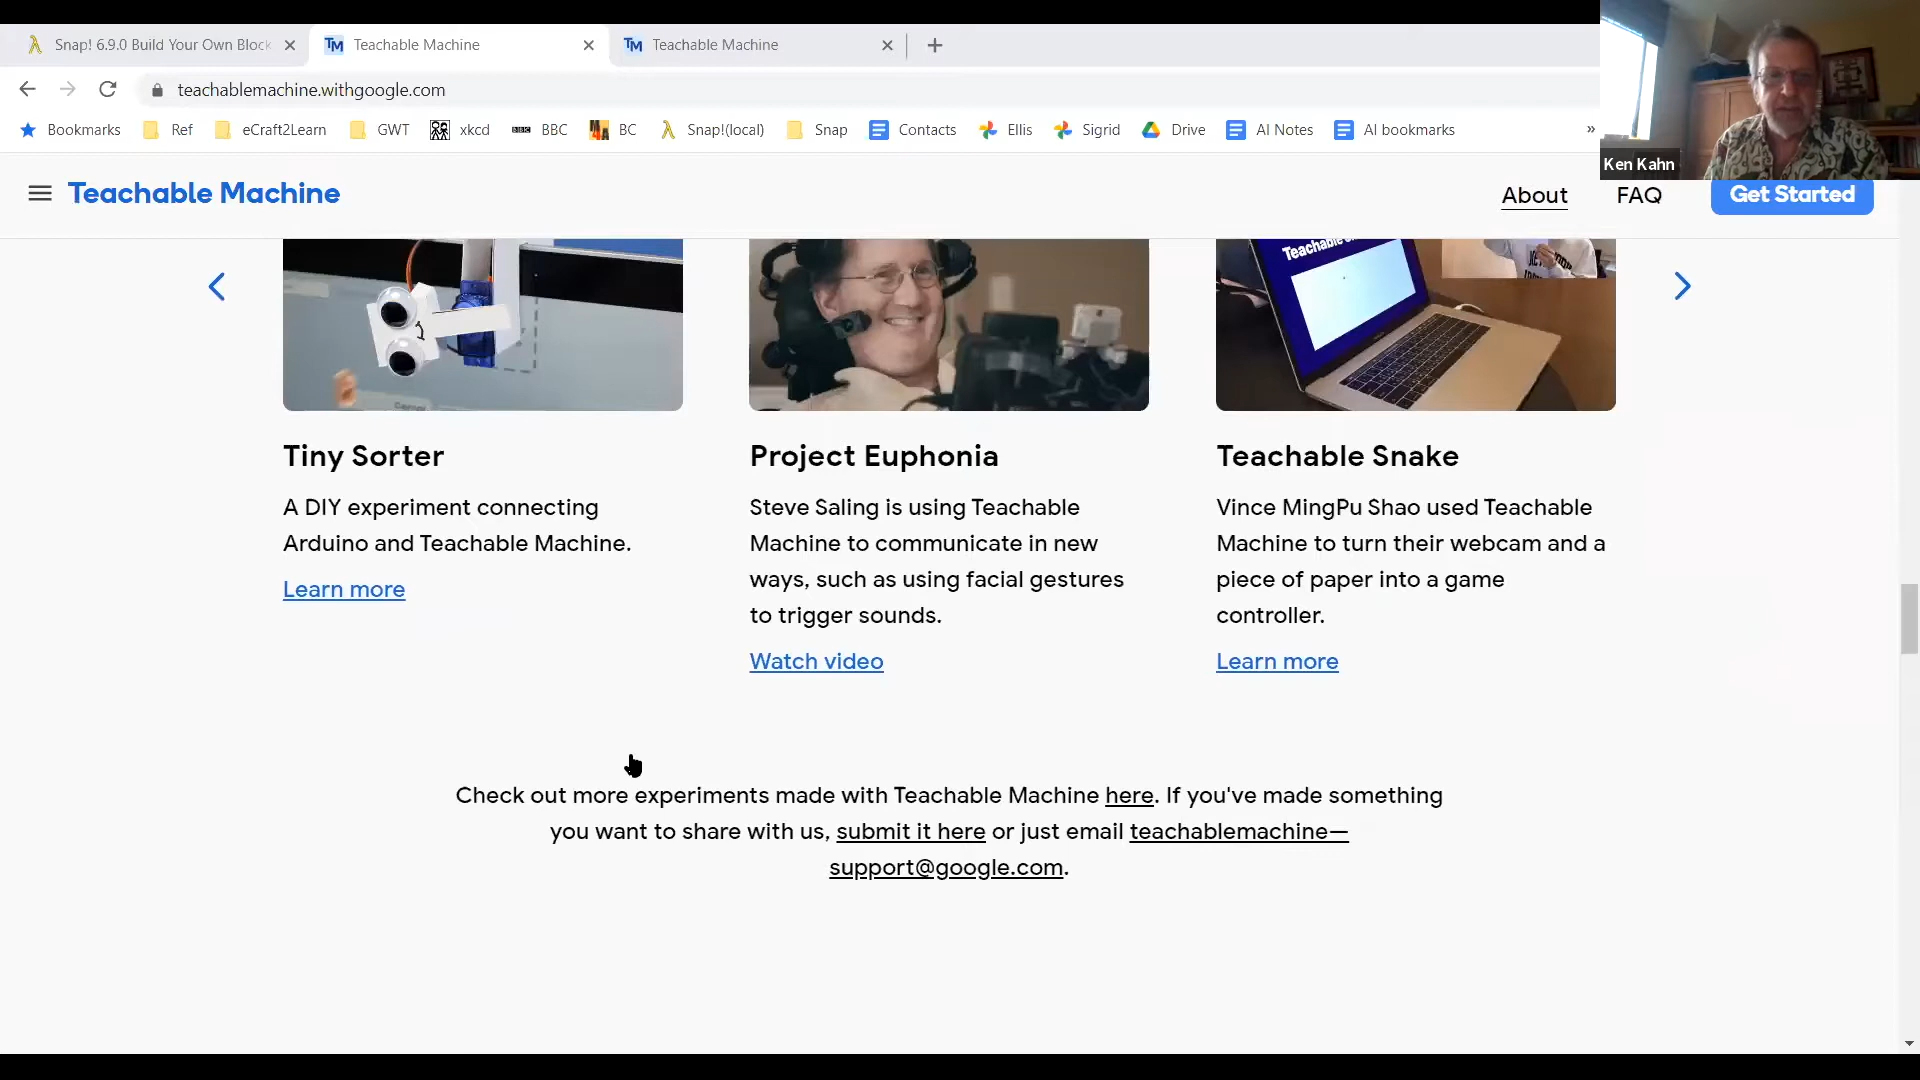 Snap! 6.9.0 Build Your Own Block
Teachable Machine
Teachable Machine
teachablemachine.withgoogle.com
Bookmarks Ref eCraft2Learn GWT xkcd BBC BBC BC Snap!(local) Snap Contacts Ellis Sigrid Drive AI Notes AI bookmarks »
Ken Kahn
Teachable Machine
About FAQ Get Started
Tiny Sorter
A DIY experiment connecting
Arduino and Teachable Machine.
Learn more
Project Euphonia
Steve Saling is using Teachable
Machine to communicate in new
ways, such as using facial gestures
to trigger sounds.
Watch video
Teachable Snake
Vince MingPu Shao used Teachable
Machine to turn their webcam and a
piece of paper into a game
controller.
Learn more
Check out more experiments made with Teachable Machine here. If you've made something
you want to share with us, submit it here or just email teachablemachine—
support@google.com.